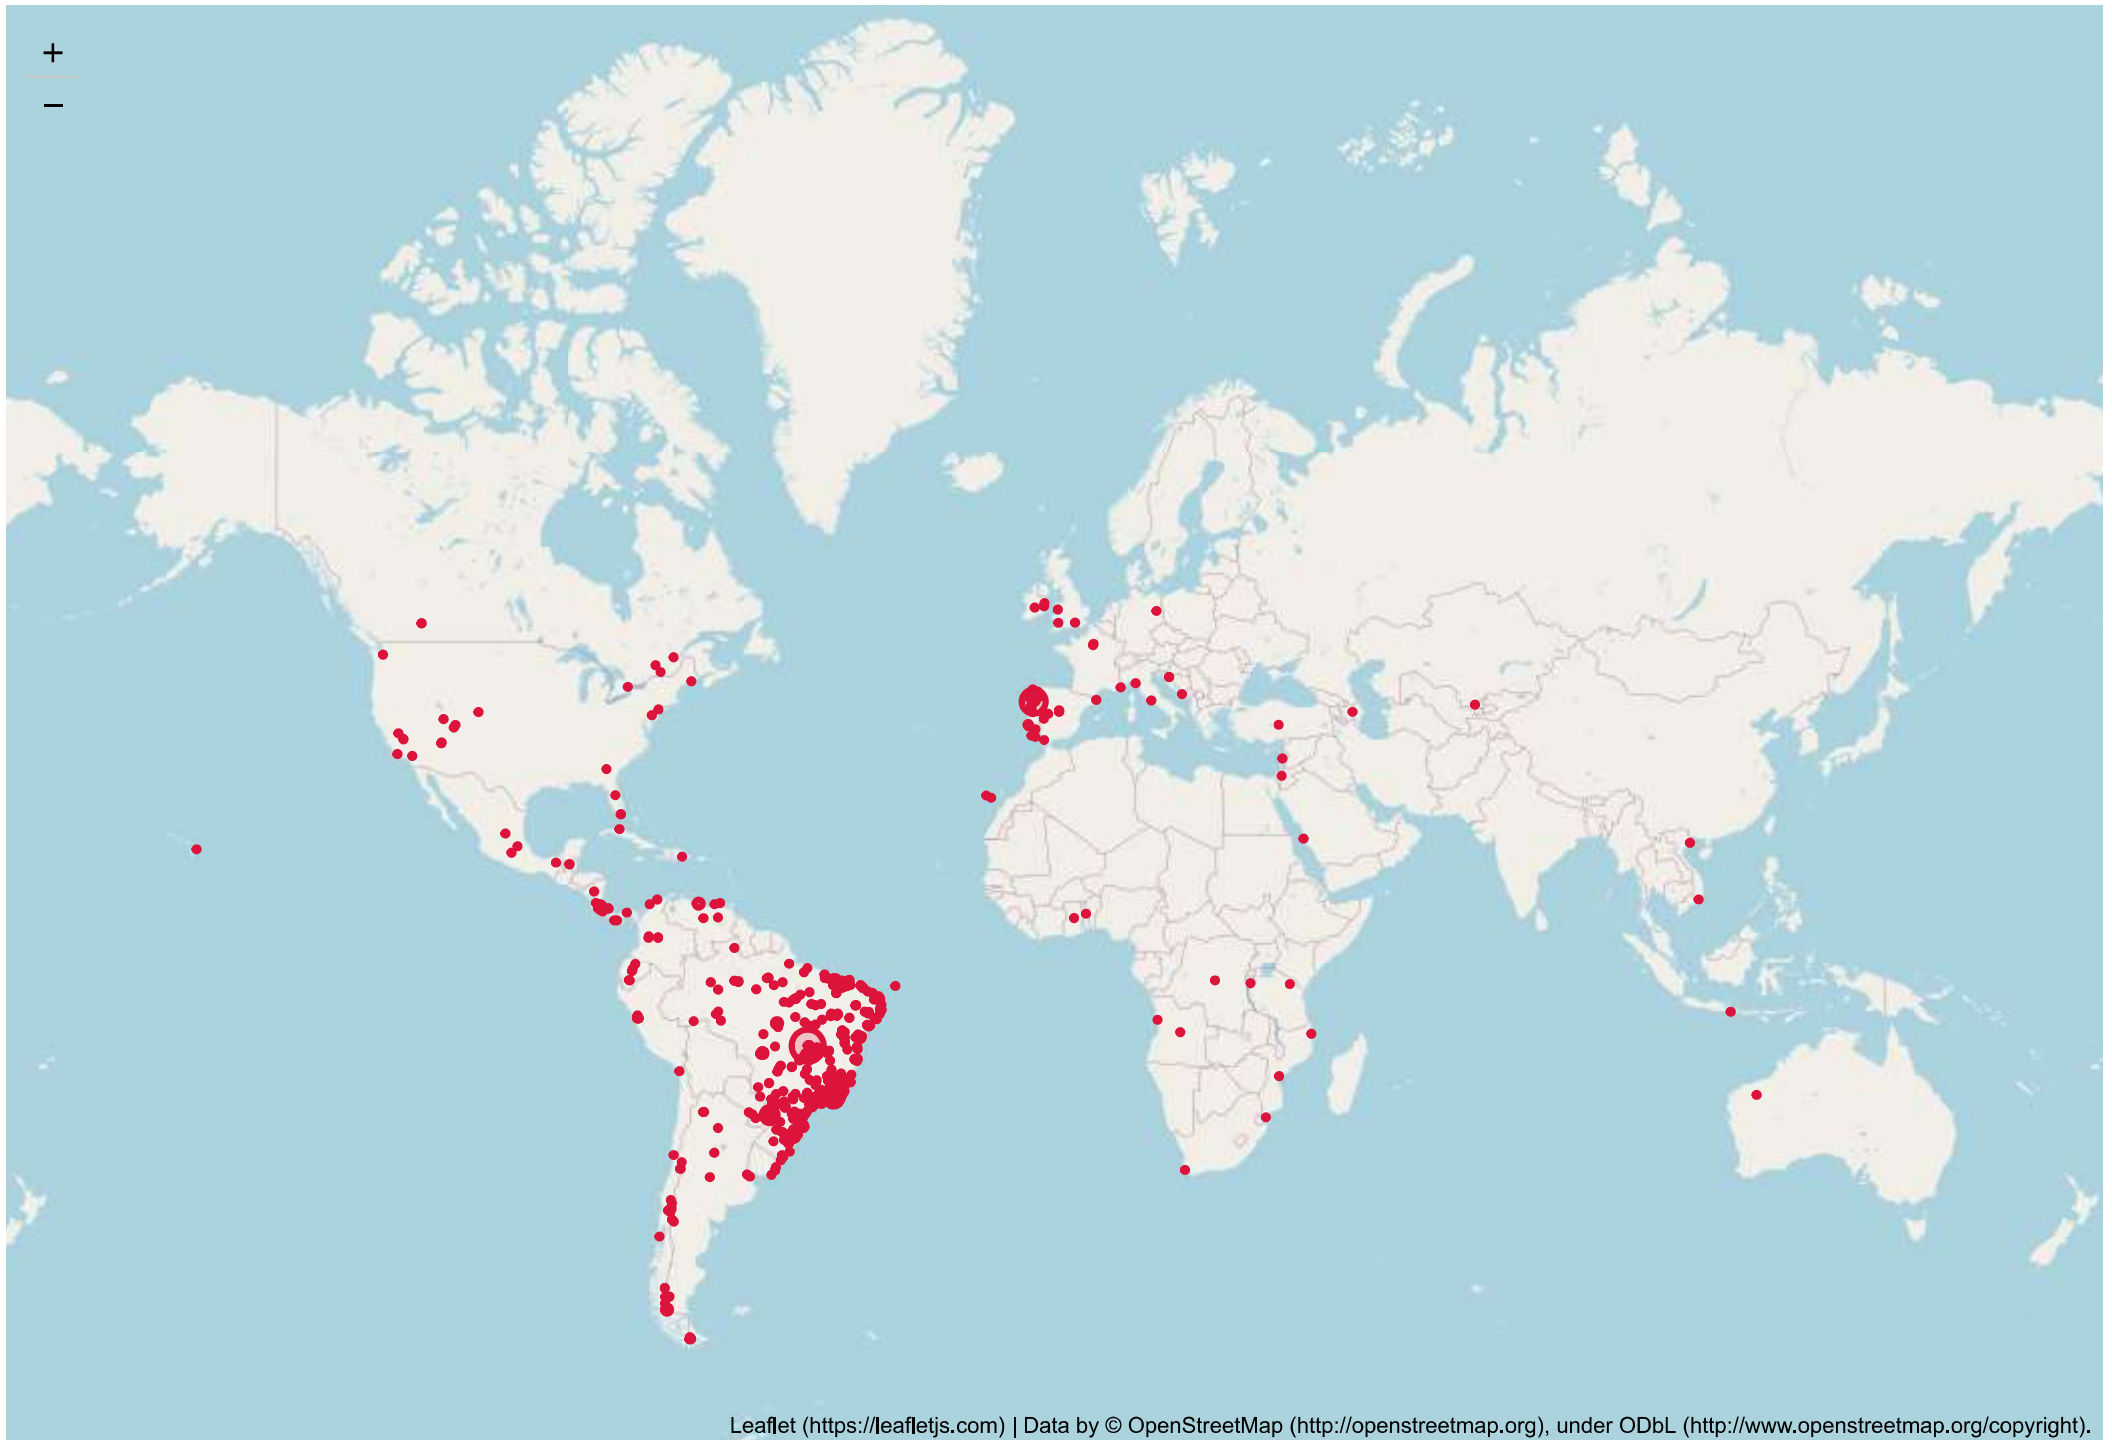 +
−
Leaflet (https://leafletjs.com) | Data by © OpenStreetMap (http://openstreetmap.org), under ODbL (http://www.openstreetmap.org/copyright).